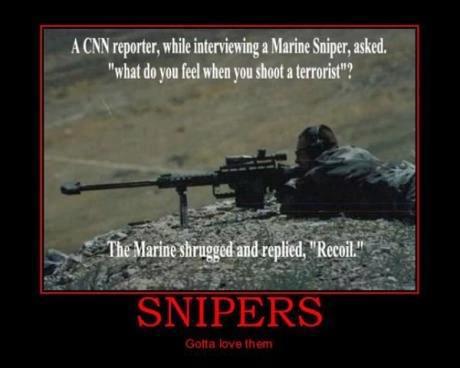 A CNN reporter, while interviewing a Marine Sniper, asked.
"what do you feel when you shoot a terrorist"?
The Marine shrugged and replied, "Recoil."
SNIPERS
Gotta love them